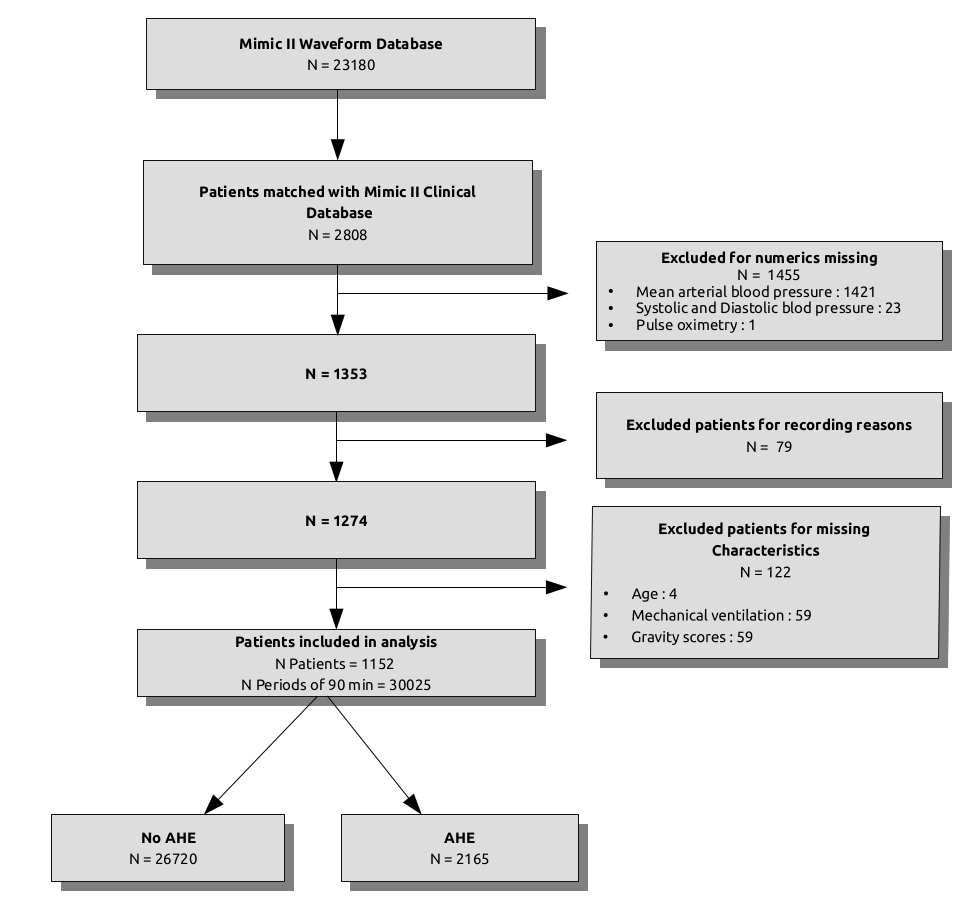 Mimic II Waveform Database
N = 23180
Patients matched with Mimic II Clinical
Database
N = 2808
Excluded for numerics missing
N = 1455
• Mean arterial blood pressure : 1421
• Systolic and Diastolic blod pressure : 23
• Pulse oximetry : 1
N = 1353
Excluded patients for recording reasons
N = 79
N = 1274
Excluded patients for missing
Characteristics
N = 122
• Age : 4
• Mechanical ventilation : 59
• Gravity scores : 59
Patients included in analysis
N Patients = 1152
N Periods of 90 min = 30025
No AHE
N = 26720
AHE
N = 2165